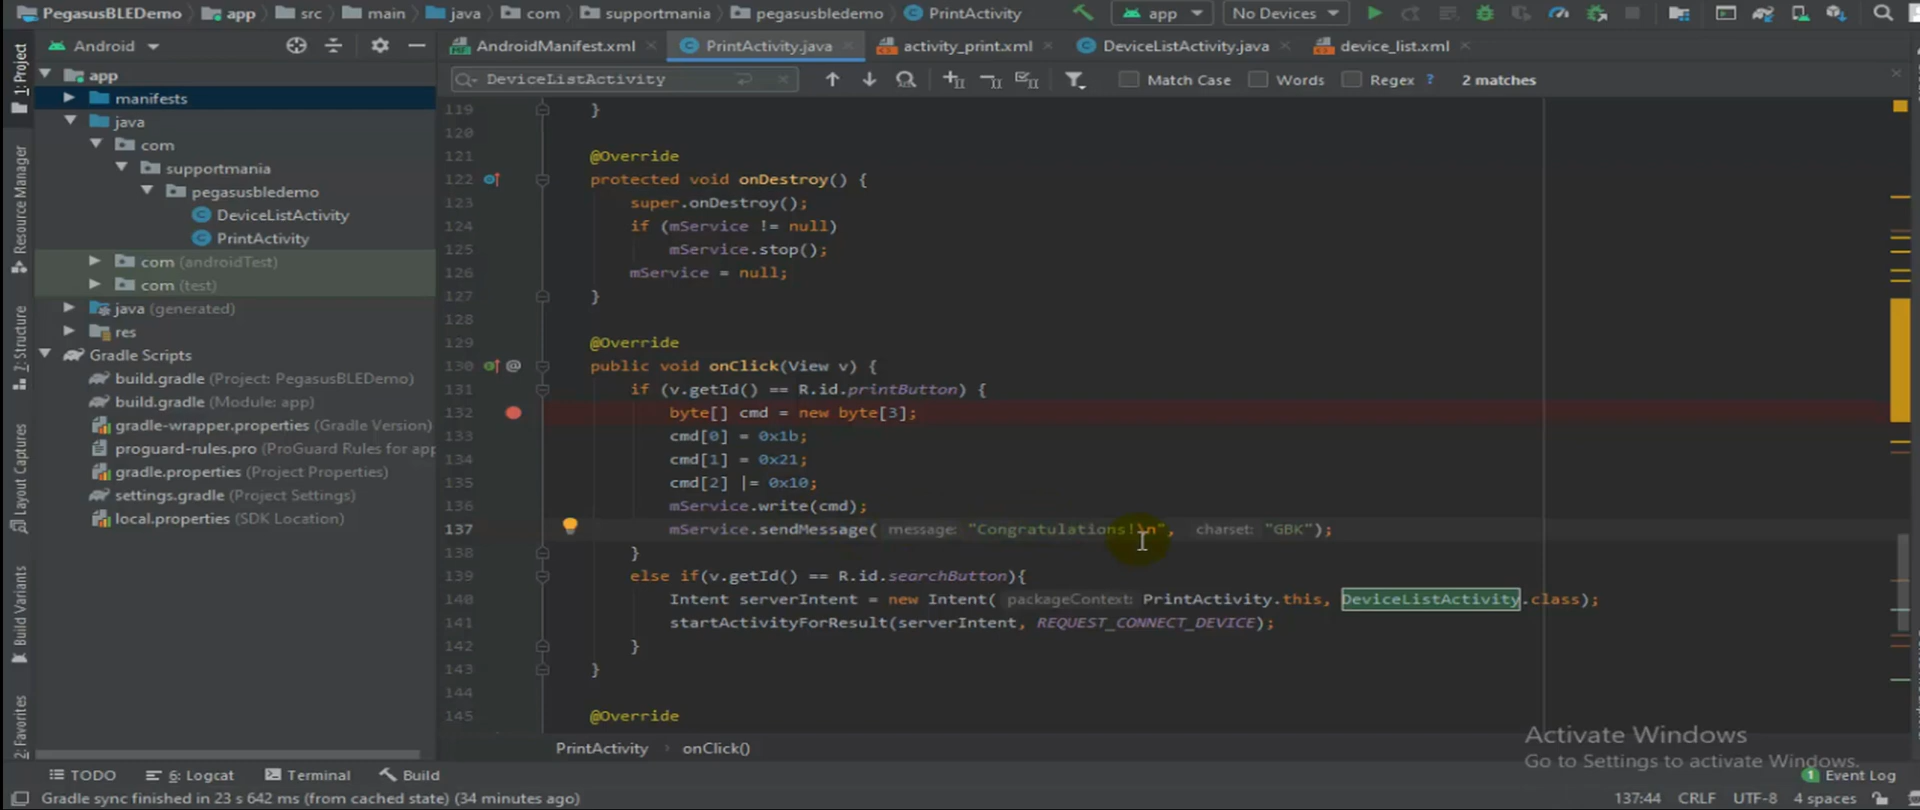 PegasusBLEDemo app src main java com supportmania pegasusbledemo PrintActivity app No Devices
1: Project Android AndroidManifest.xml PrintActivity.java activity_print.xml DeviceListActivity.java device_list.xml
app DeviceListActivity Match Case Words Regex ? 2 matches
manifests
java
com
supportmania
pegasusbledemo
DeviceListActivity
PrintActivity
com (androidTest)
com (test)
java (generated)
res
Gradle Scripts
build.gradle (Project: PegasusBLEDemo)
build.gradle (Module: app)
gradle-wrapper.properties (Gradle Version)
proguard-rules.pro (ProGuard Rules for app
gradle.properties (Project Properties)
settings.gradle (Project Settings)
local.properties (SDK Location)
Resource Manager
7: Structure
Layout Captures
Build Variants
2: Favorites
119 }
120
121 @Override
122 protected void onDestroy() {
123 super.onDestroy();
124 if (mService != null)
125 mService.stop();
126 mService = null;
127 }
128
129 @Override
130 @ public void onClick(View v) {
131 if (v.getId() == R.id.printButton) {
132 byte[] cmd = new byte[3];
133 cmd[0] = 0x1b;
134 cmd[1] = 0x21;
135 cmd[2] |= 0x10;
136 mService.write(cmd);
137 mService.sendMessage( message: "Congratulations!\n", charset: "GBK");
138 }
139 else if(v.getId() == R.id.searchButton){
140 Intent serverIntent = new Intent( packageContext: PrintActivity.this, DeviceListActivity.class);
141 startActivityForResult(serverIntent, REQUEST_CONNECT_DEVICE);
142 }
143 }
144
145 @Override
PrintActivity › onClick()
Activate Windows
Go to Settings to activate Windows.
TODO 6: Logcat Terminal Build 1 Event Log
Gradle sync finished in 23 s 642 ms (from cached state) (34 minutes ago) 137:44 CRLF UTF-8 4 spaces